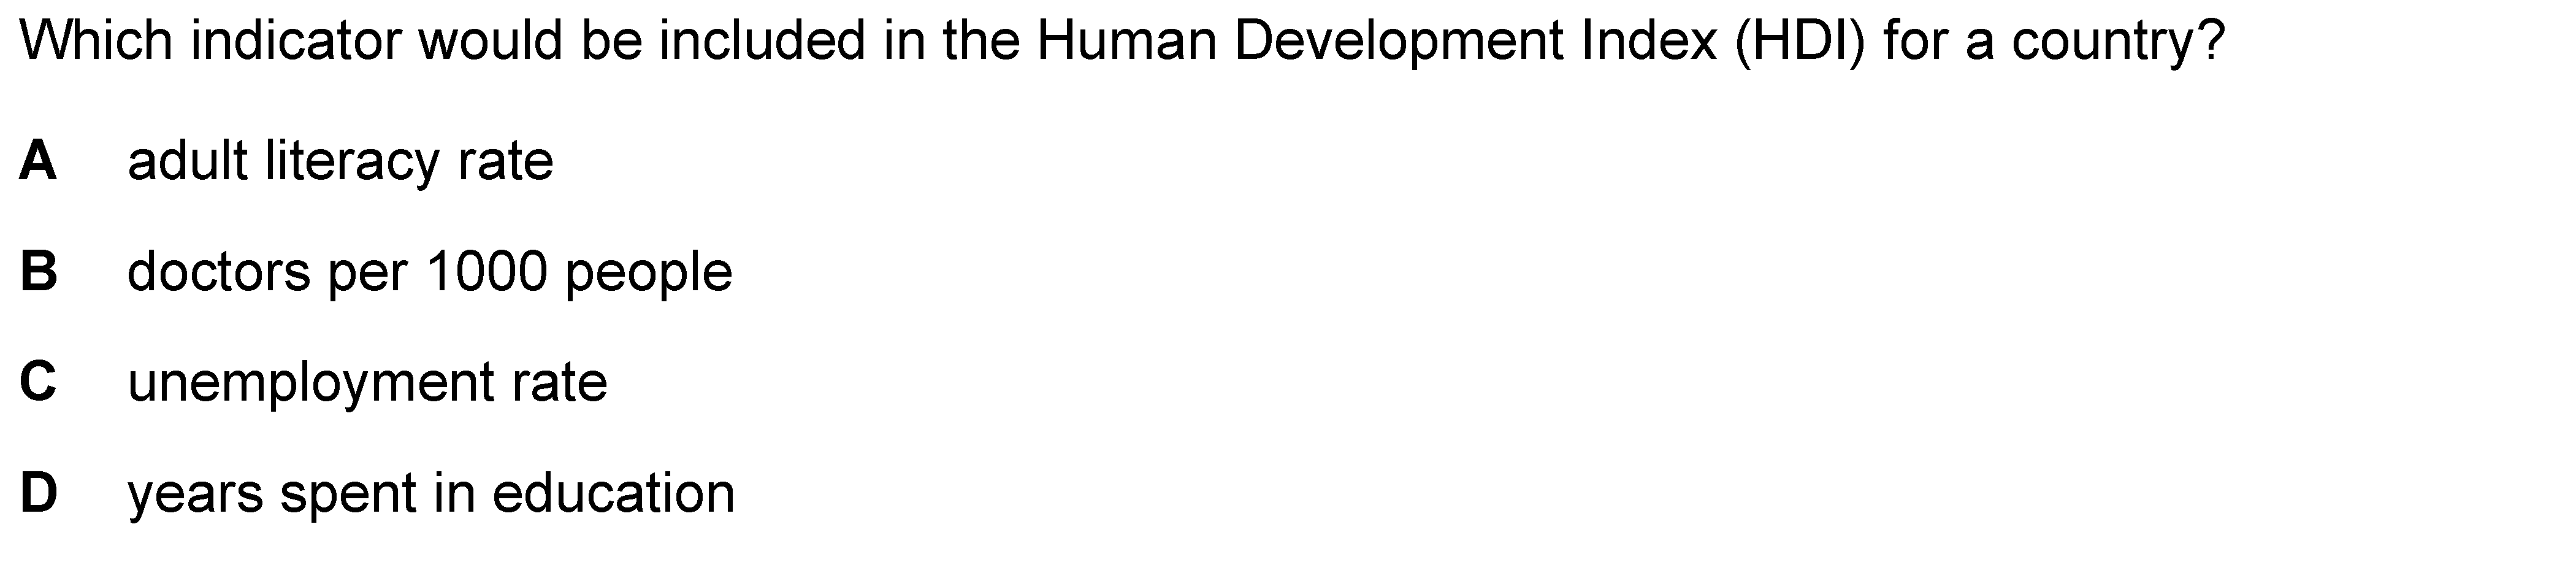 Which indicator would be included in the Human Development Index (HDI) for a country?
A adult literacy rate
B doctors per 1000 people
C unemployment rate
D years spent in education